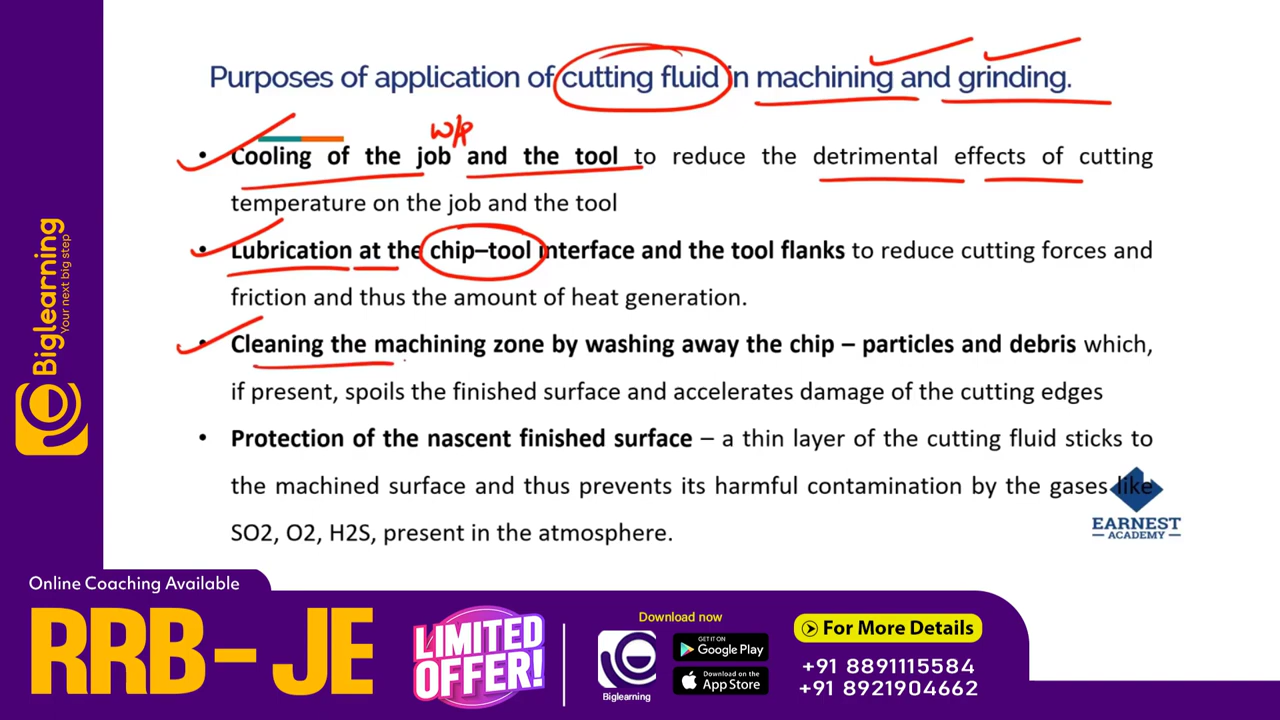 Purposes of application of cutting fluid in machining and grinding.
w/p
• Cooling of the job and the tool to reduce the detrimental effects of cutting
temperature on the job and the tool
• Lubrication at the chip–tool interface and the tool flanks to reduce cutting forces and
friction and thus the amount of heat generation.
• Cleaning the machining zone by washing away the chip – particles and debris which,
if present, spoils the finished surface and accelerates damage of the cutting edges
• Protection of the nascent finished surface – a thin layer of the cutting fluid sticks to
the machined surface and thus prevents its harmful contamination by the gases like
SO2, O2, H2S, present in the atmosphere.
EARNEST
ACADEMY
Biglearning
Your next big step
Online Coaching Available
RRB – JE
LIMITED
OFFER!
Download now
Biglearning
GET IT ON
Google Play
Download on the
App Store
For More Details
+91 8891115584
+91 8921904662